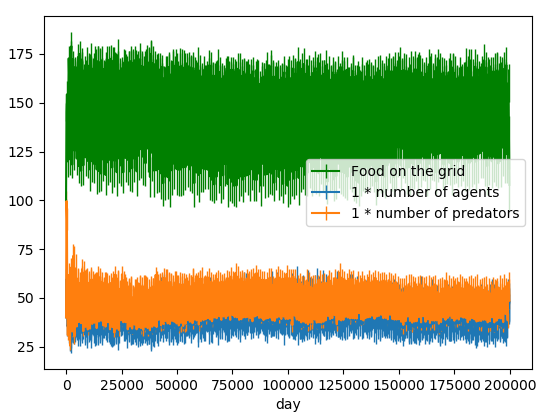 175
150
125
100
75
50
25
Food on the grid
1 * number of agents
1 * number of predators
0 25000 50000 75000 100000 125000 150000 175000 200000
day